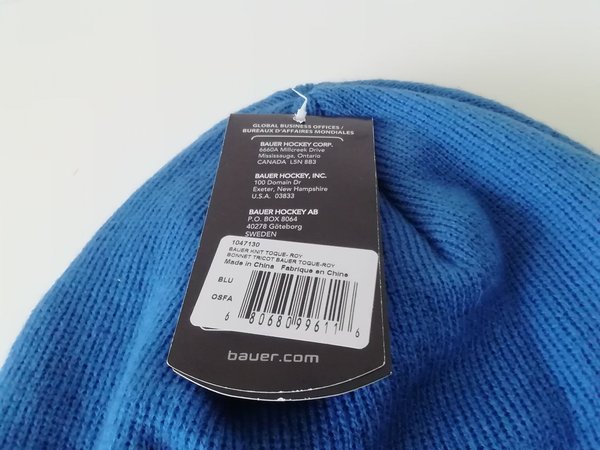 GLOBAL BUSINESS OFFICES /
BUREAUX D'AFFAIRES MONDIALES
BAUER HOCKEY CORP.
6660A Millcreek Drive
Mississauga, Ontario
CANADA L5N 8B3
BAUER HOCKEY, INC.
100 Domain Dr
Exeter, New Hampshire
U.S.A. 03833
BAUER HOCKEY AB
P.O. BOX 8064
40278 Göteborg
SWEDEN
1047130
BAUER KNIT TOQUE- ROY
BONNET TRICOT BAUER TOQUE-ROY
Made in China Fabriqué en Chine
BLU
OSFA
6 80680 99611 6
bauer.com